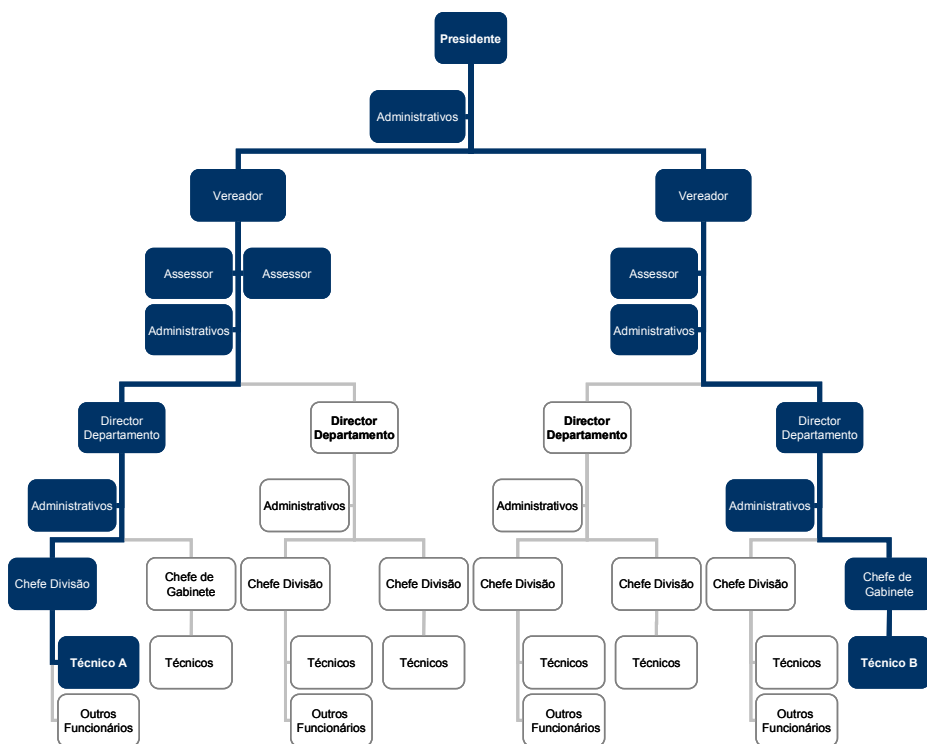 Presidente
Administrativos
Vereador
Vereador
Assessor
Assessor
Assessor
Administrativos
Administrativos
Director
Departamento
Director
Departamento
Director
Departamento
Director
Departamento
Administrativos
Administrativos
Administrativos
Administrativos
Chefe Divisão
Chefe de
Gabinete
Chefe Divisão
Chefe Divisão
Chefe Divisão
Chefe Divisão
Chefe Divisão
Chefe de
Gabinete
Técnico A
Técnicos
Técnicos
Técnicos
Técnicos
Técnicos
Técnicos
Técnico B
Outros
Funcionários
Outros
Funcionários
Outros
Funcionários
Outros
Funcionários